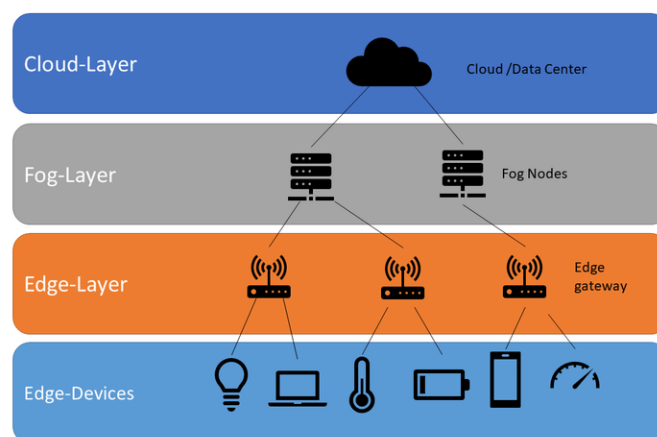 Cloud-Layer
Cloud /Data Center
Fog-Layer
Fog Nodes
Edge-Layer
Edge
gateway
Edge-Devices